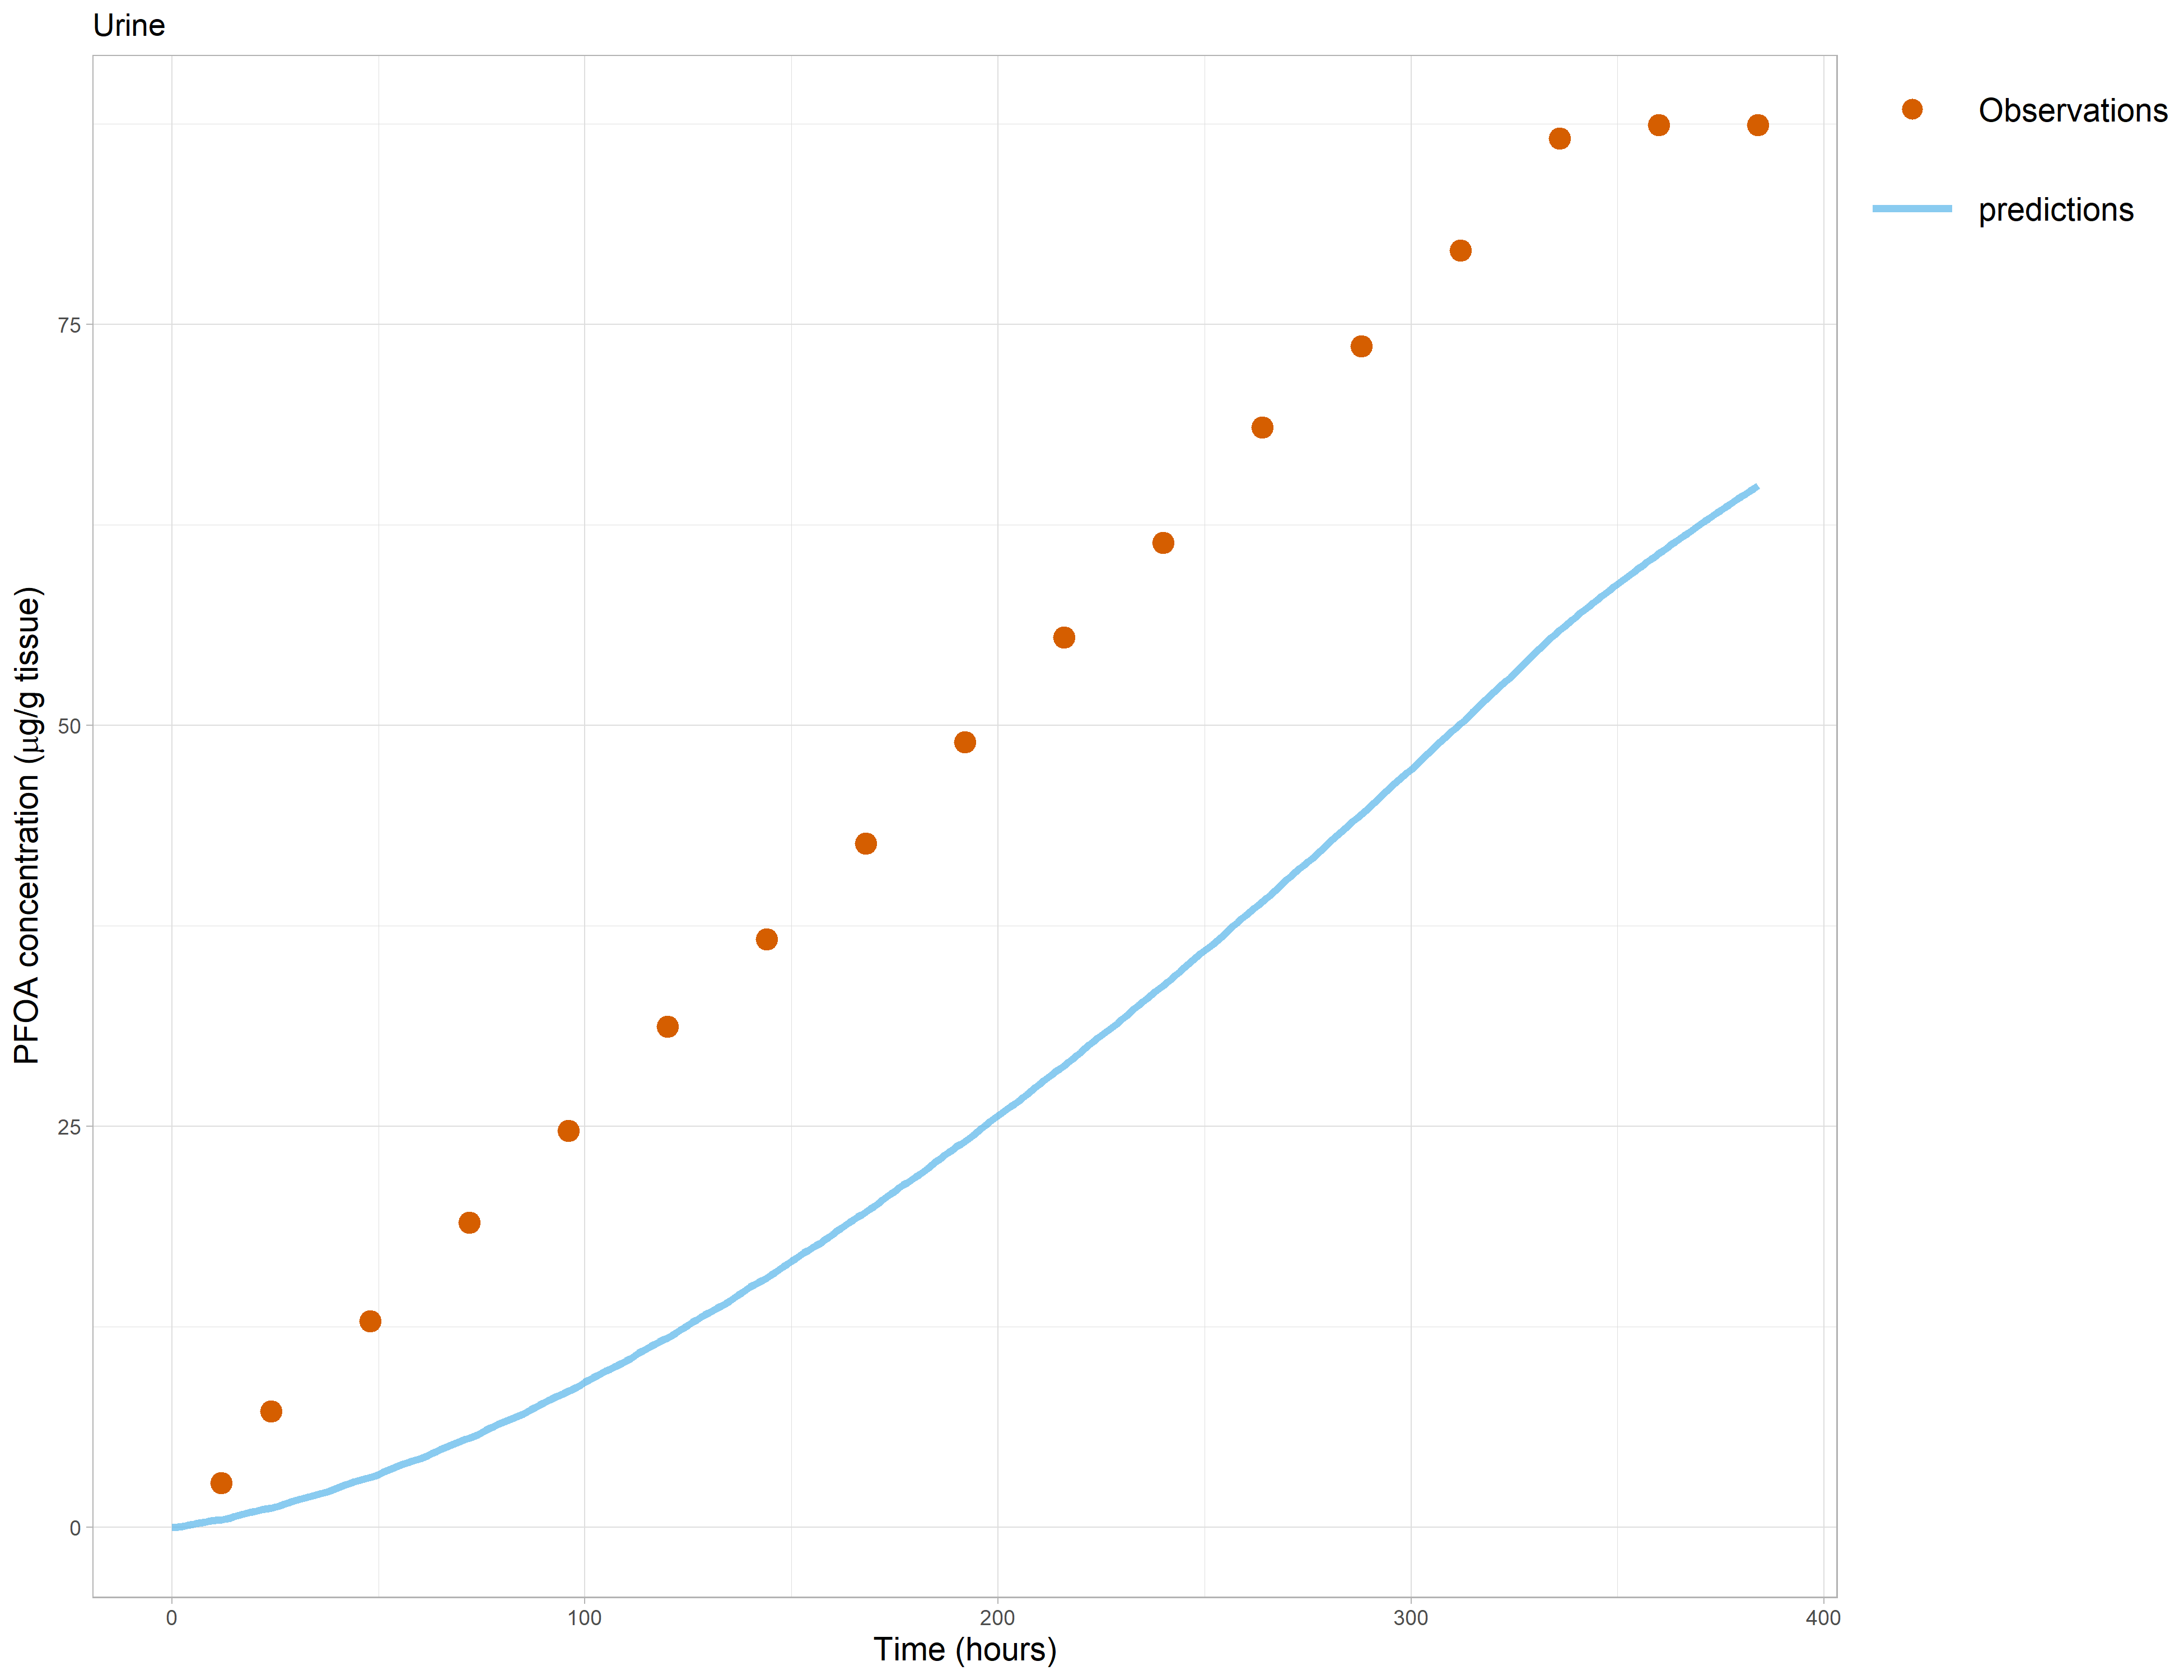 Urine
Observations
predictions
PFOA concentration (μg/g tissue)
75
50
25
0
0 100 200 300 400
Time (hours)